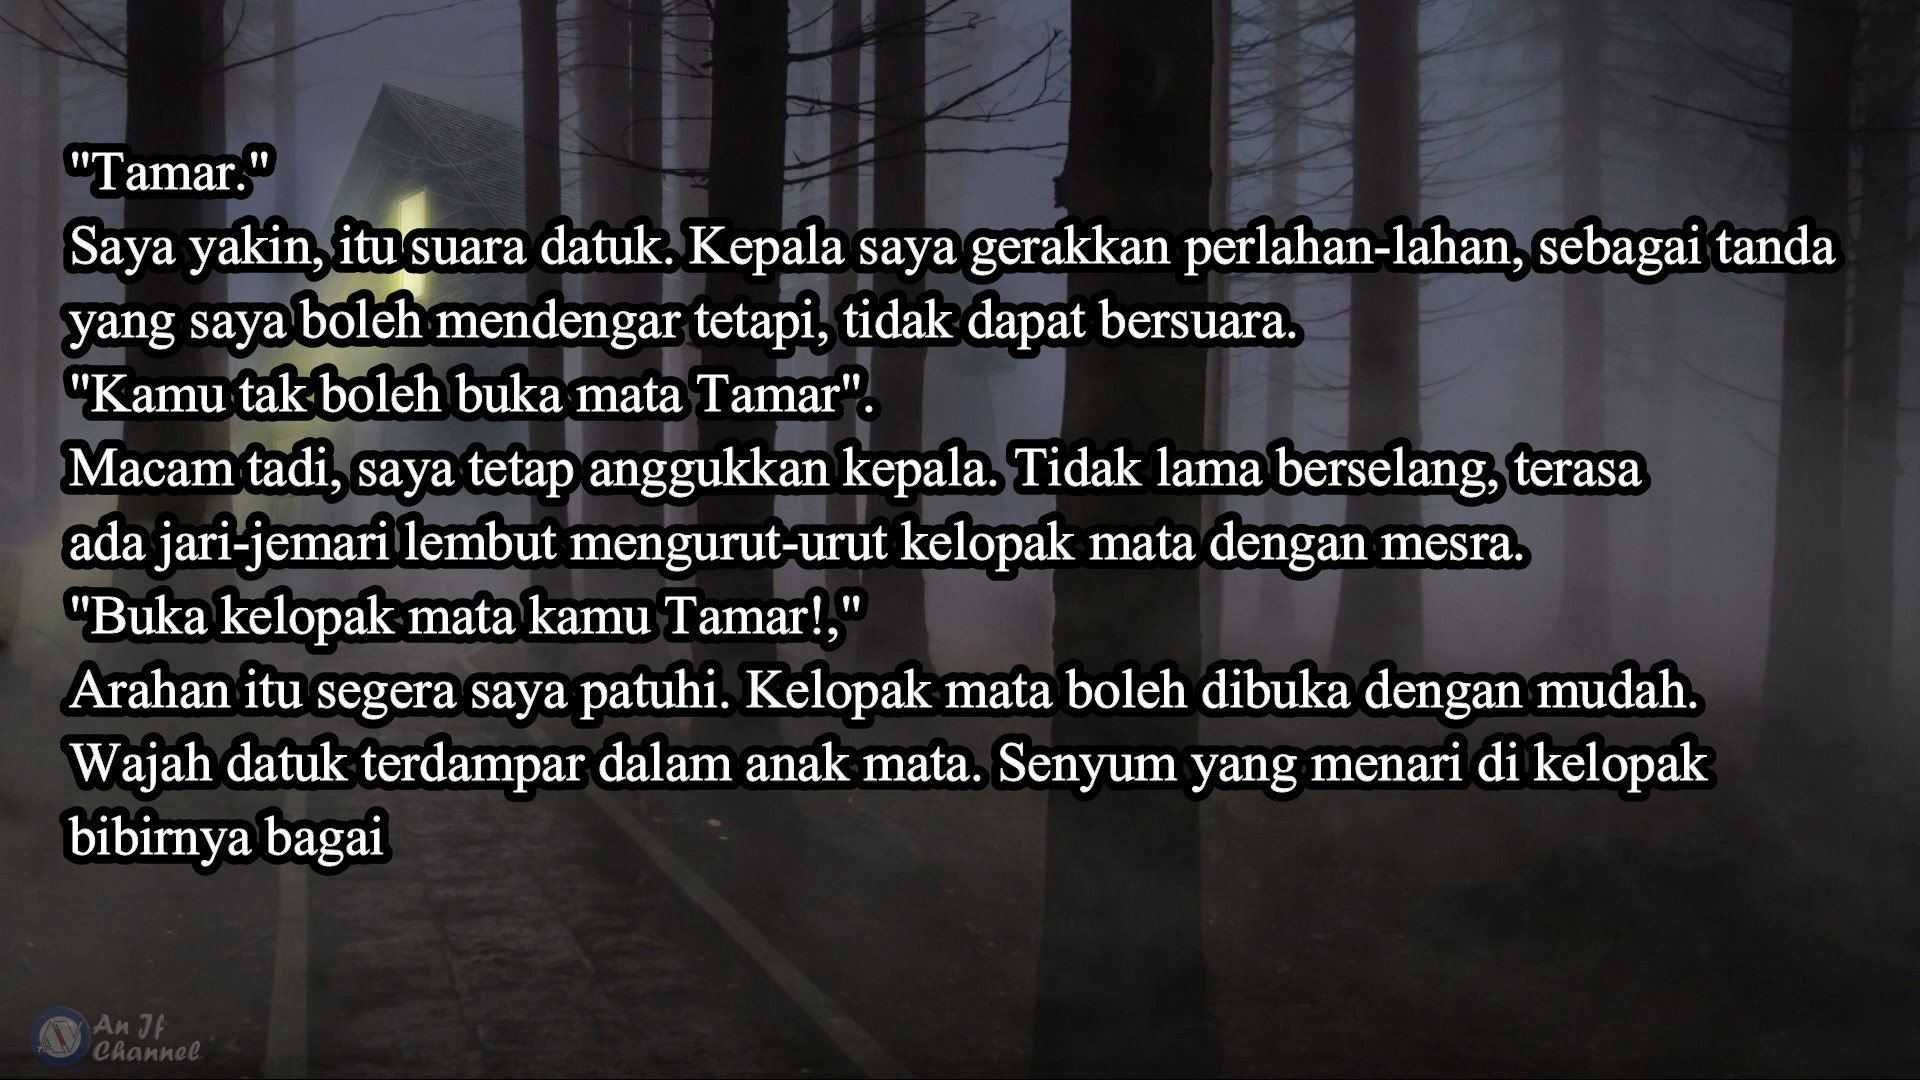 "Tamar."
Saya yakin, itu suara datuk. Kepala saya gerakkan perlahan-lahan, sebagai tanda
yang saya boleh mendengar tetapi, tidak dapat bersuara.
"Kamu tak boleh buka mata Tamar".
Macam tadi, saya tetap anggukkan kepala. Tidak lama berselang, terasa
ada jari-jemari lembut mengurut-urut kelopak mata dengan mesra.
"Buka kelopak mata kamu Tamar!,"
Arahan itu segera saya patuhi. Kelopak mata boleh dibuka dengan mudah.
Wajah datuk terdampar dalam anak mata. Senyum yang menari di kelopak
bibirnya bagai
An Jf
Channel